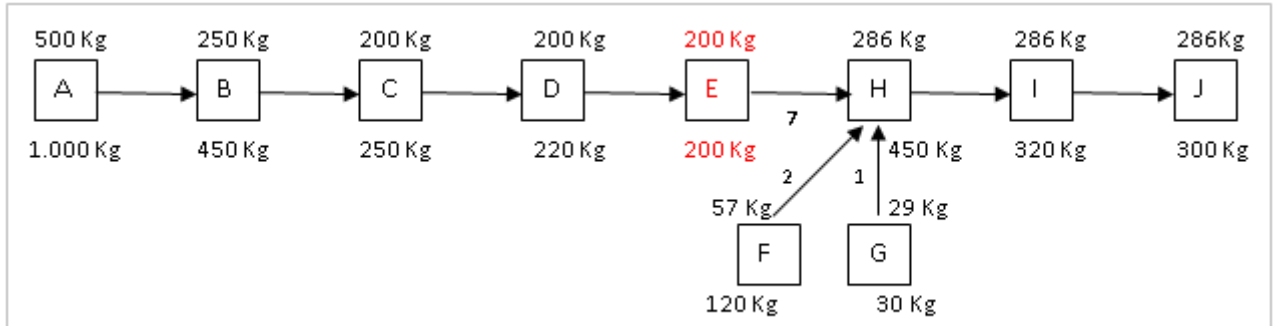 500 Kg 250 Kg 200 Kg 200 Kg 200 Kg 286 Kg 286 Kg 286Kg
A B C D E H I J
7
1.000 Kg 450 Kg 250 Kg 220 Kg 200 Kg 450 Kg 320 Kg 300 Kg
2 1
57 Kg 29 Kg
F G
120 Kg 30 Kg